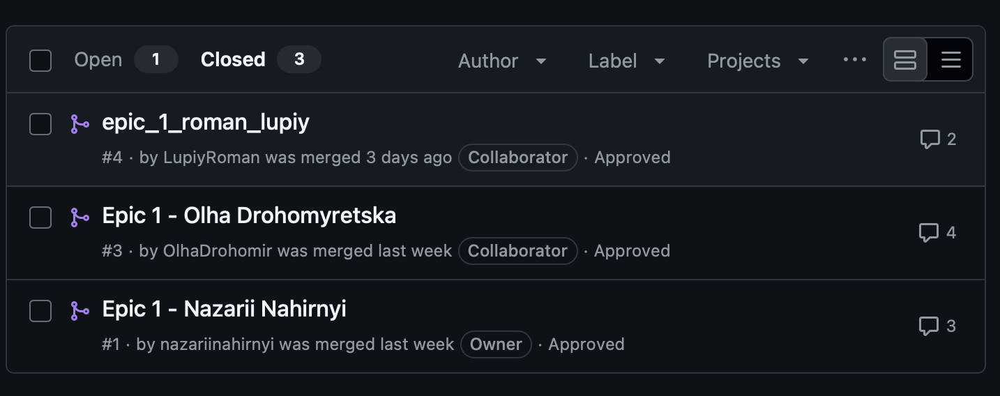 Open 1 Closed 3 Author Label Projects ...
epic_1_roman_lupiy
#4 · by LupiyRoman was merged 3 days ago Collaborator · Approved
2
Epic 1 - Olha Drohomyretska
#3 · by OlhaDrohomir was merged last week Collaborator · Approved
4
Epic 1 - Nazarii Nahirnyi
#1 · by nazariinahirnyi was merged last week Owner · Approved
3